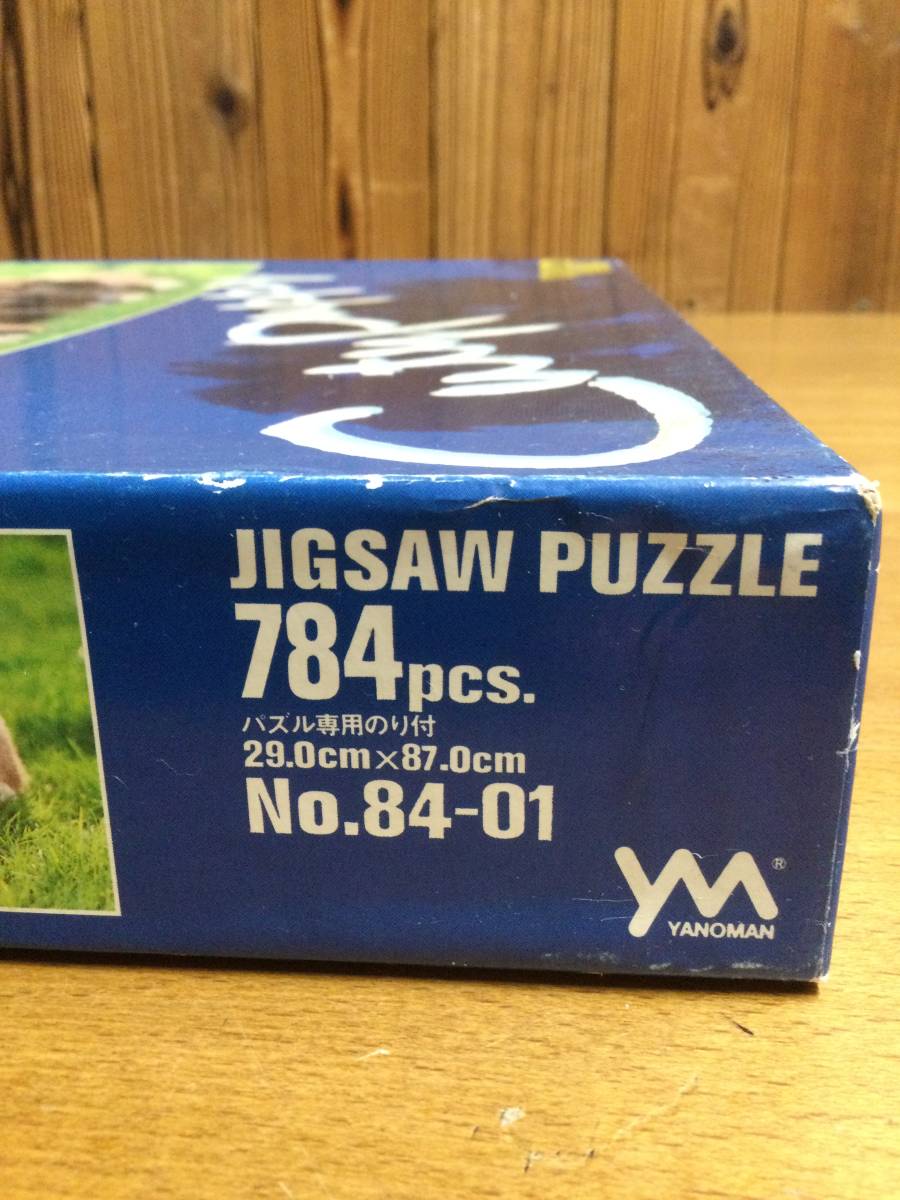 JIGSAW PUZZLE
784pcs.
パズル専用のり付
29.0cm×87.0cm
No.84-01
YM®
YANOMAN